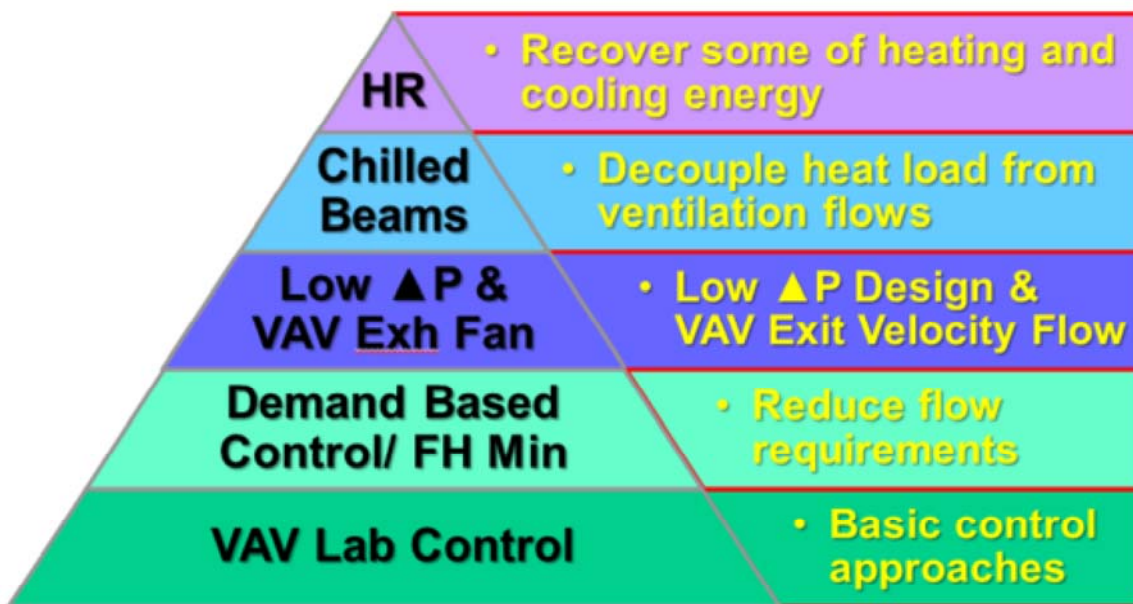 HR
• Recover some of heating and
cooling energy
Chilled
Beams
• Decouple heat load from
ventilation flows
Low ▲P &
VAV Exh Fan
• Low ▲P Design &
VAV Exit Velocity Flow
Demand Based
Control/ FH Min
• Reduce flow
requirements
VAV Lab Control
• Basic control
approaches